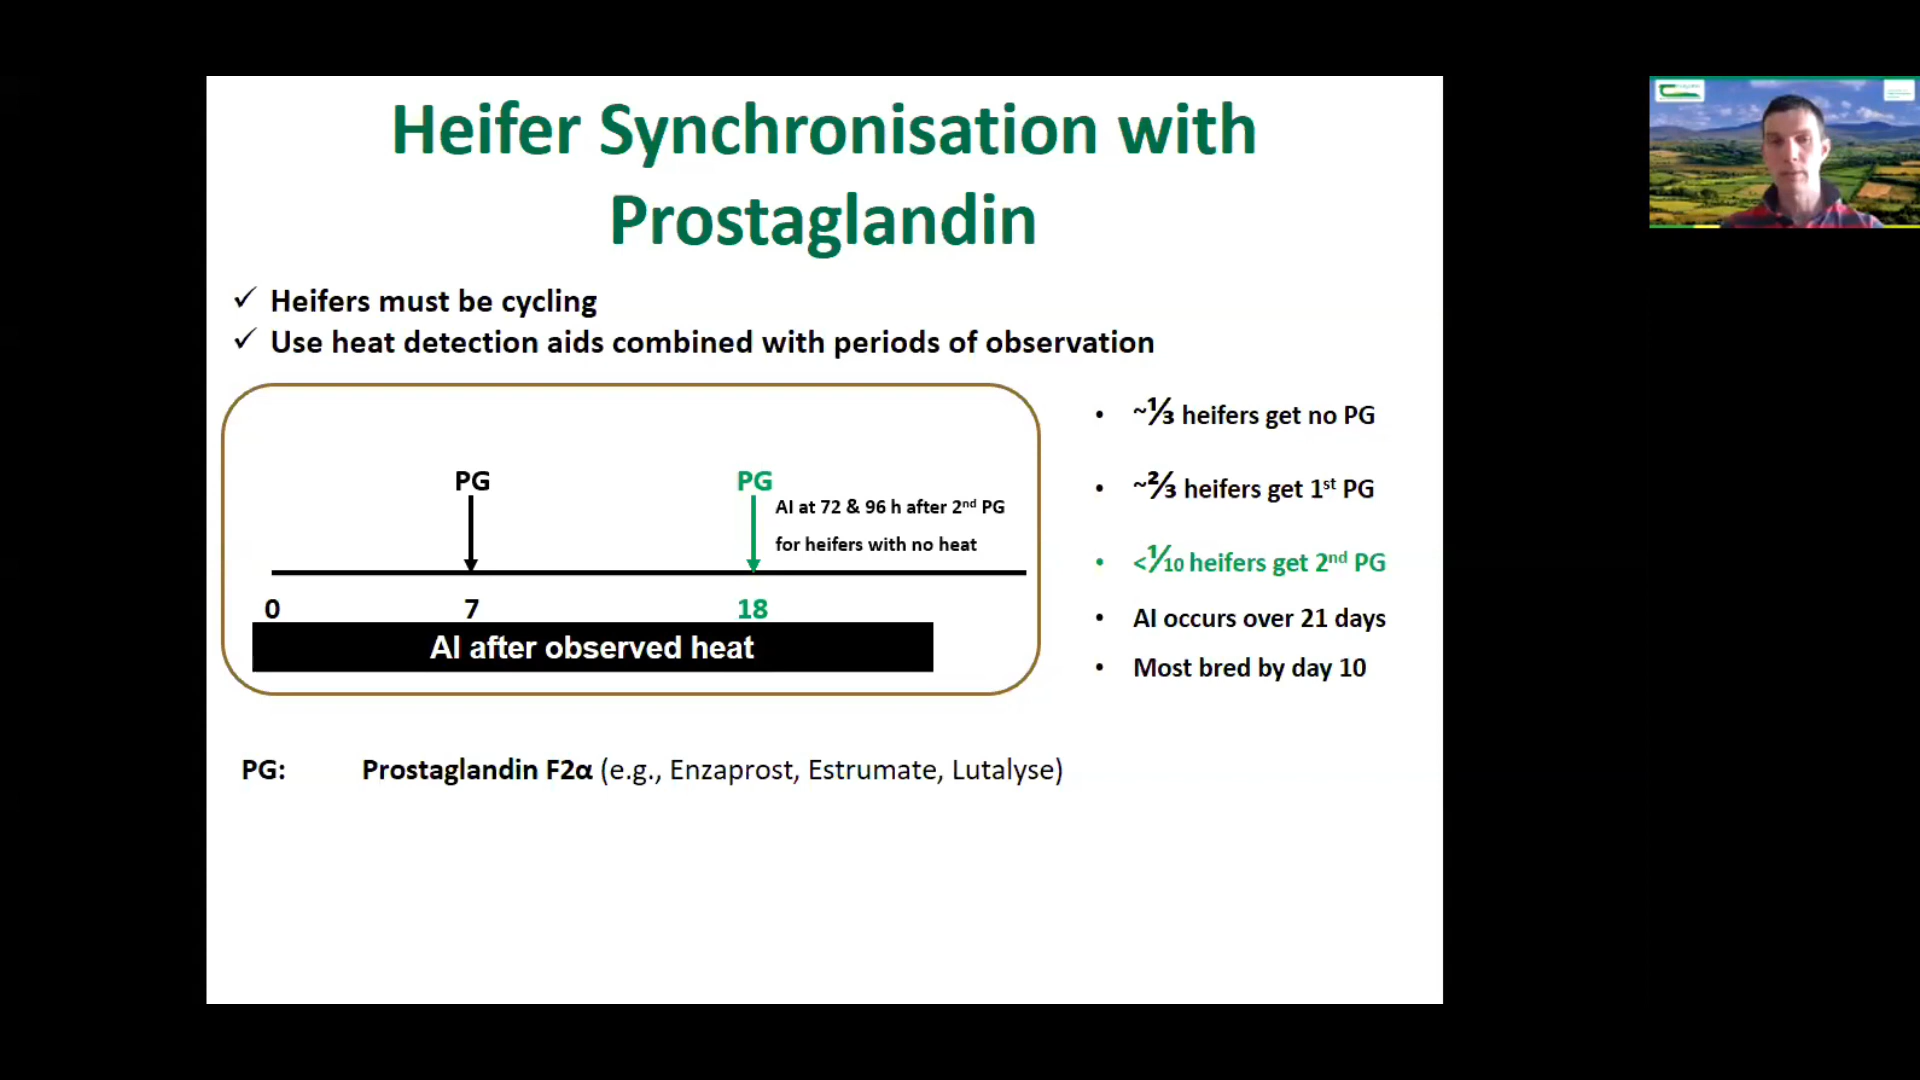 Heifer Synchronisation with
Prostaglandin
✓ Heifers must be cycling
✓ Use heat detection aids combined with periods of observation
PG
PG
AI at 72 & 96 h after 2nd PG
for heifers with no heat
0 7 18
AI after observed heat
• ~⅓ heifers get no PG
• ~⅔ heifers get 1st PG
• <⅒ heifers get 2nd PG
• AI occurs over 21 days
• Most bred by day 10
PG: Prostaglandin F2α (e.g., Enzaprost, Estrumate, Lutalyse)